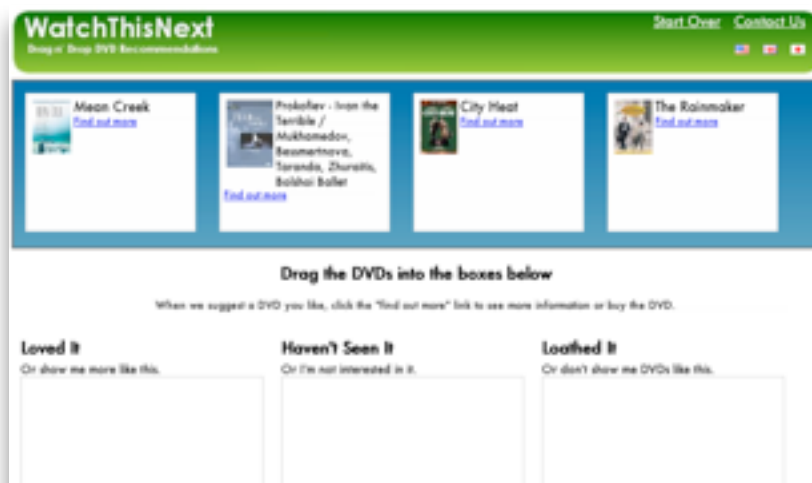 WatchThisNext
Start Over Contact Us
Drag n' Drop DVD Recommendations
Mean Creek
Find out more
Prokofiev - Ivan the
Terrible /
Mukhamedov,
Bessmertnova,
Taranda, Zhuraitis,
Bolshoi Ballet
Find out more
City Heat
Find out more
The Rainmaker
Find out more
Drag the DVDs into the boxes below
When we suggest a DVD you like, click the "find out more" link to see more information or buy the DVD.
Loved It
Or show me more like this.
Haven't Seen It
Or I'm not interested in it.
Loathed It
Or don't show me DVDs like this.